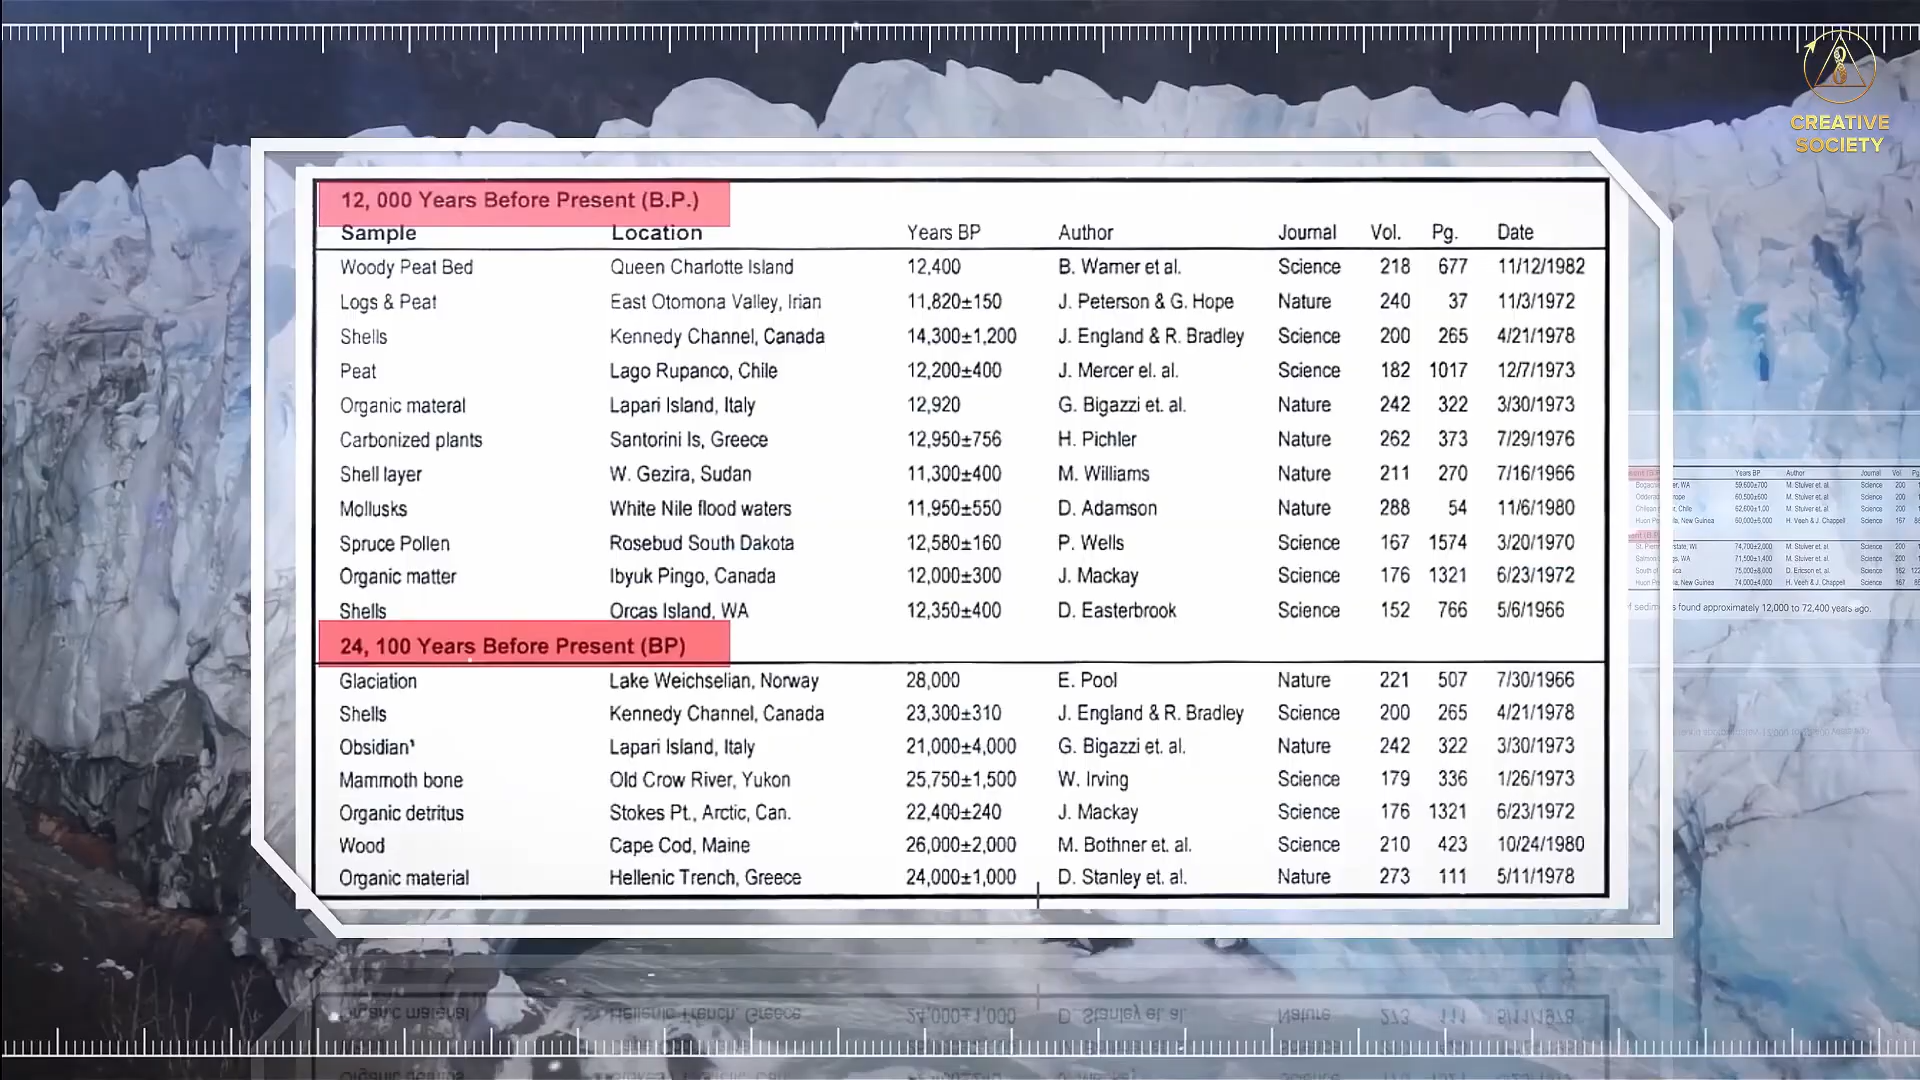 CREATIVE
SOCIETY
12, 000 Years Before Present (B.P.)
Sample Location Years BP Author Journal Vol. Pg. Date
Woody Peat Bed Queen Charlotte Island 12,400 B. Warner et al. Science 218 677 11/12/1982
Logs & Peat East Otomona Valley, Irian 11,820±150 J. Peterson & G. Hope Nature 240 37 11/3/1972
Shells Kennedy Channel, Canada 14,300±1,200 J. England & R. Bradley Science 200 265 4/21/1978
Peat Lago Rupanco, Chile 12,200±400 J. Mercer el. al. Science 182 1017 12/7/1973
Organic materal Lapari Island, Italy 12,920 G. Bigazzi et. al. Nature 242 322 3/30/1973
Carbonized plants Santorini Is, Greece 12,950±756 H. Pichler Nature 262 373 7/29/1976
Shell layer W. Gezira, Sudan 11,300±400 M. Williams Nature 211 270 7/16/1966
Mollusks White Nile flood waters 11,950±550 D. Adamson Nature 288 54 11/6/1980
Spruce Pollen Rosebud South Dakota 12,580±160 P. Wells Science 167 1574 3/20/1970
Organic matter Ibyuk Pingo, Canada 12,000±300 J. Mackay Science 176 1321 6/23/1972
Shells Orcas Island, WA 12,350±400 D. Easterbrook Science 152 766 5/6/1966
24, 100 Years Before Present (BP)
Glaciation Lake Weichselian, Norway 28,000 E. Pool Nature 221 507 7/30/1966
Shells Kennedy Channel, Canada 23,300±310 J. England & R. Bradley Science 200 265 4/21/1978
Obsidian¹ Lapari Island, Italy 21,000±4,000 G. Bigazzi et. al. Nature 242 322 3/30/1973
Mammoth bone Old Crow River, Yukon 25,750±1,500 W. Irving Science 179 336 1/26/1973
Organic detritus Stokes Pt., Arctic, Can. 22,400±240 J. Mackay Science 176 1321 6/23/1972
Wood Cape Cod, Maine 26,000±2,000 M. Bothner et. al. Science 210 423 10/24/1980
Organic material Hellenic Trench, Greece 24,000±1,000 D. Stanley et. al. Nature 273 111 5/11/1978